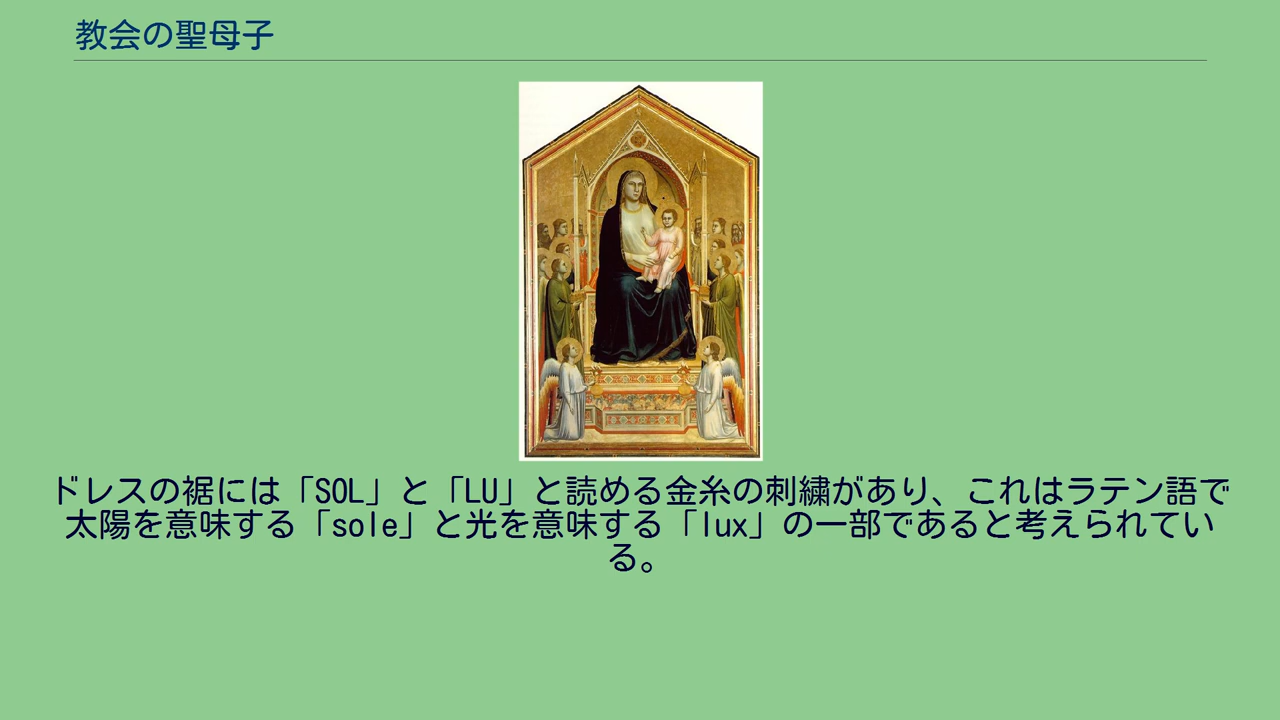 教会の聖母子
ドレスの裾には「SOL」と「LU」と読める金糸の刺繍があり、これはラテン語で
太陽を意味する「sole」と光を意味する「lux」の一部であると考えられてい
る。